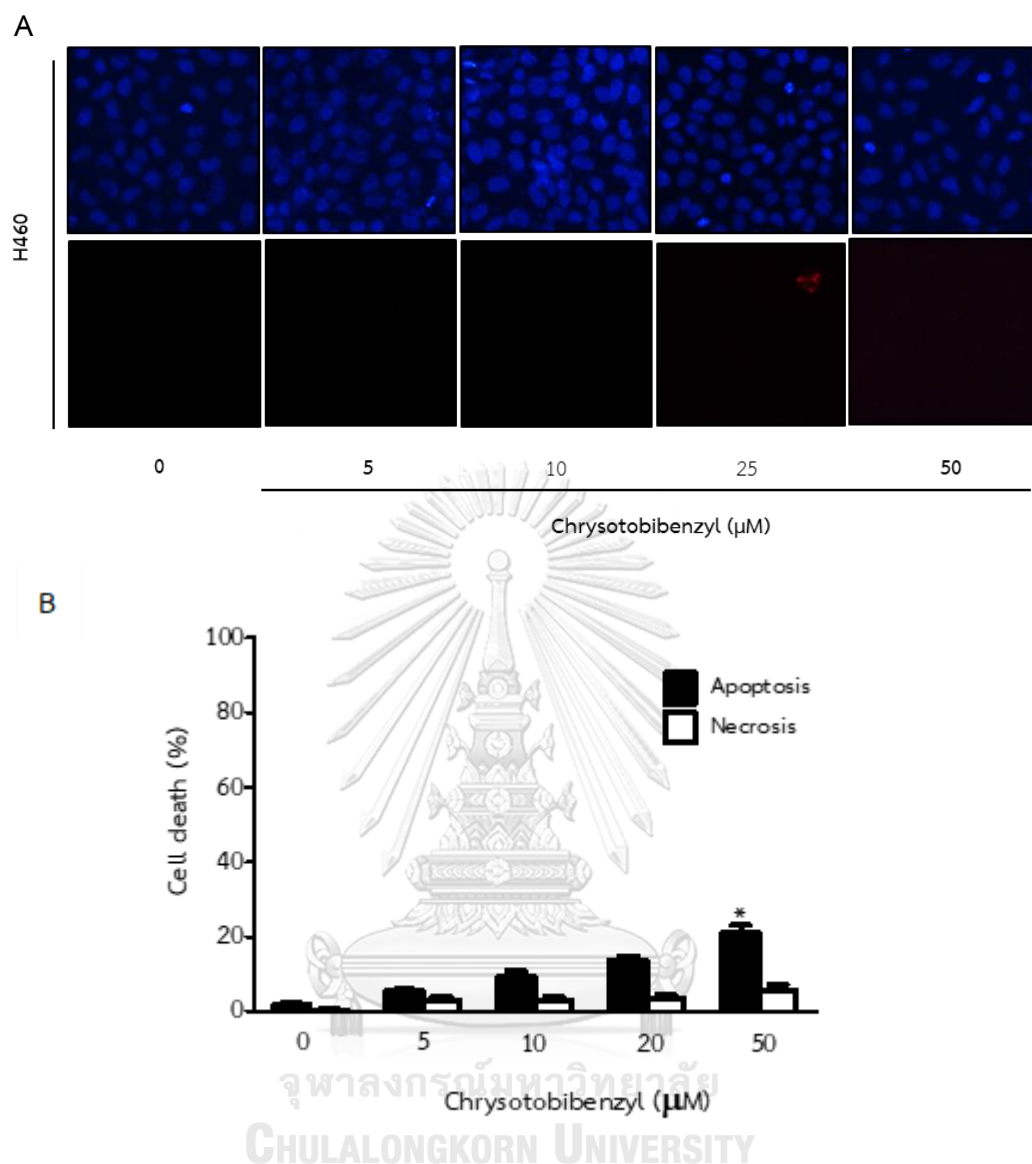 A
H460
0 5 10 25 50
Chrysotobibenzyl (µM)
B
100
80
60
40
20
0
Cell death (%)
Apoptosis
Necrosis
*
0 5 10 20 50
Chrysotobibenzyl (µM)
จุฬาลงกรณ์มหาวิทยาลัย
CHULALONGKORN UNIVERSITY